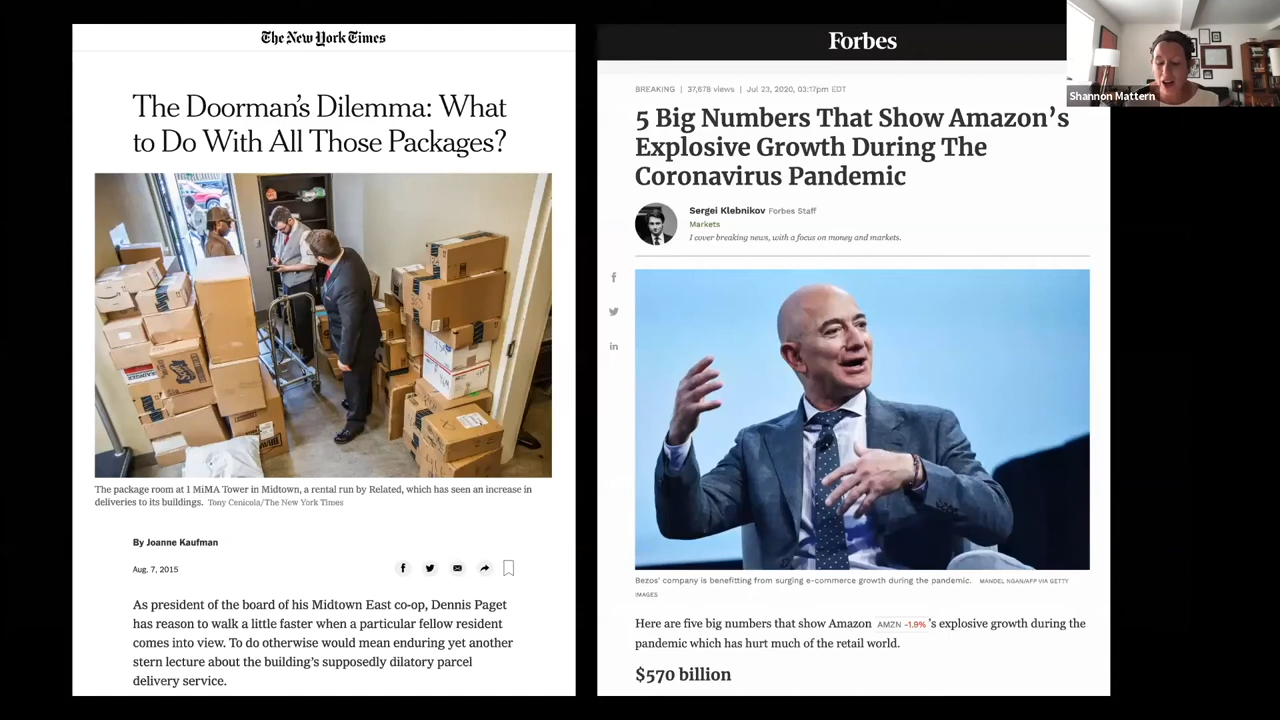 The New York Times
The Doorman's Dilemma: What
to Do With All Those Packages?
The package room at 1 MiMA Tower in Midtown, a rental run by Related, which has seen an increase in
deliveries to its buildings. Tony Cenicola/The New York Times
By Joanne Kaufman
Aug. 7, 2015
As president of the board of his Midtown East co-op, Dennis Paget
has reason to walk a little faster when a particular fellow resident
comes into view. To do otherwise would mean enduring yet another
stern lecture about the building's supposedly dilatory parcel
delivery service.
Forbes
BREAKING | 37,678 views | Jul 23, 2020, 03:17pm EDT
5 Big Numbers That Show Amazon's
Explosive Growth During The
Coronavirus Pandemic
Sergei Klebnikov Forbes Staff
Markets
I cover breaking news, with a focus on money and markets.
Bezos' company is benefitting from surging e-commerce growth during the pandemic. MANDEL NGAN/AFP VIA GETTY
IMAGES
Here are five big numbers that show Amazon AMZN -1.9% 's explosive growth during the
pandemic which has hurt much of the retail world.
$570 billion
Shannon Mattern